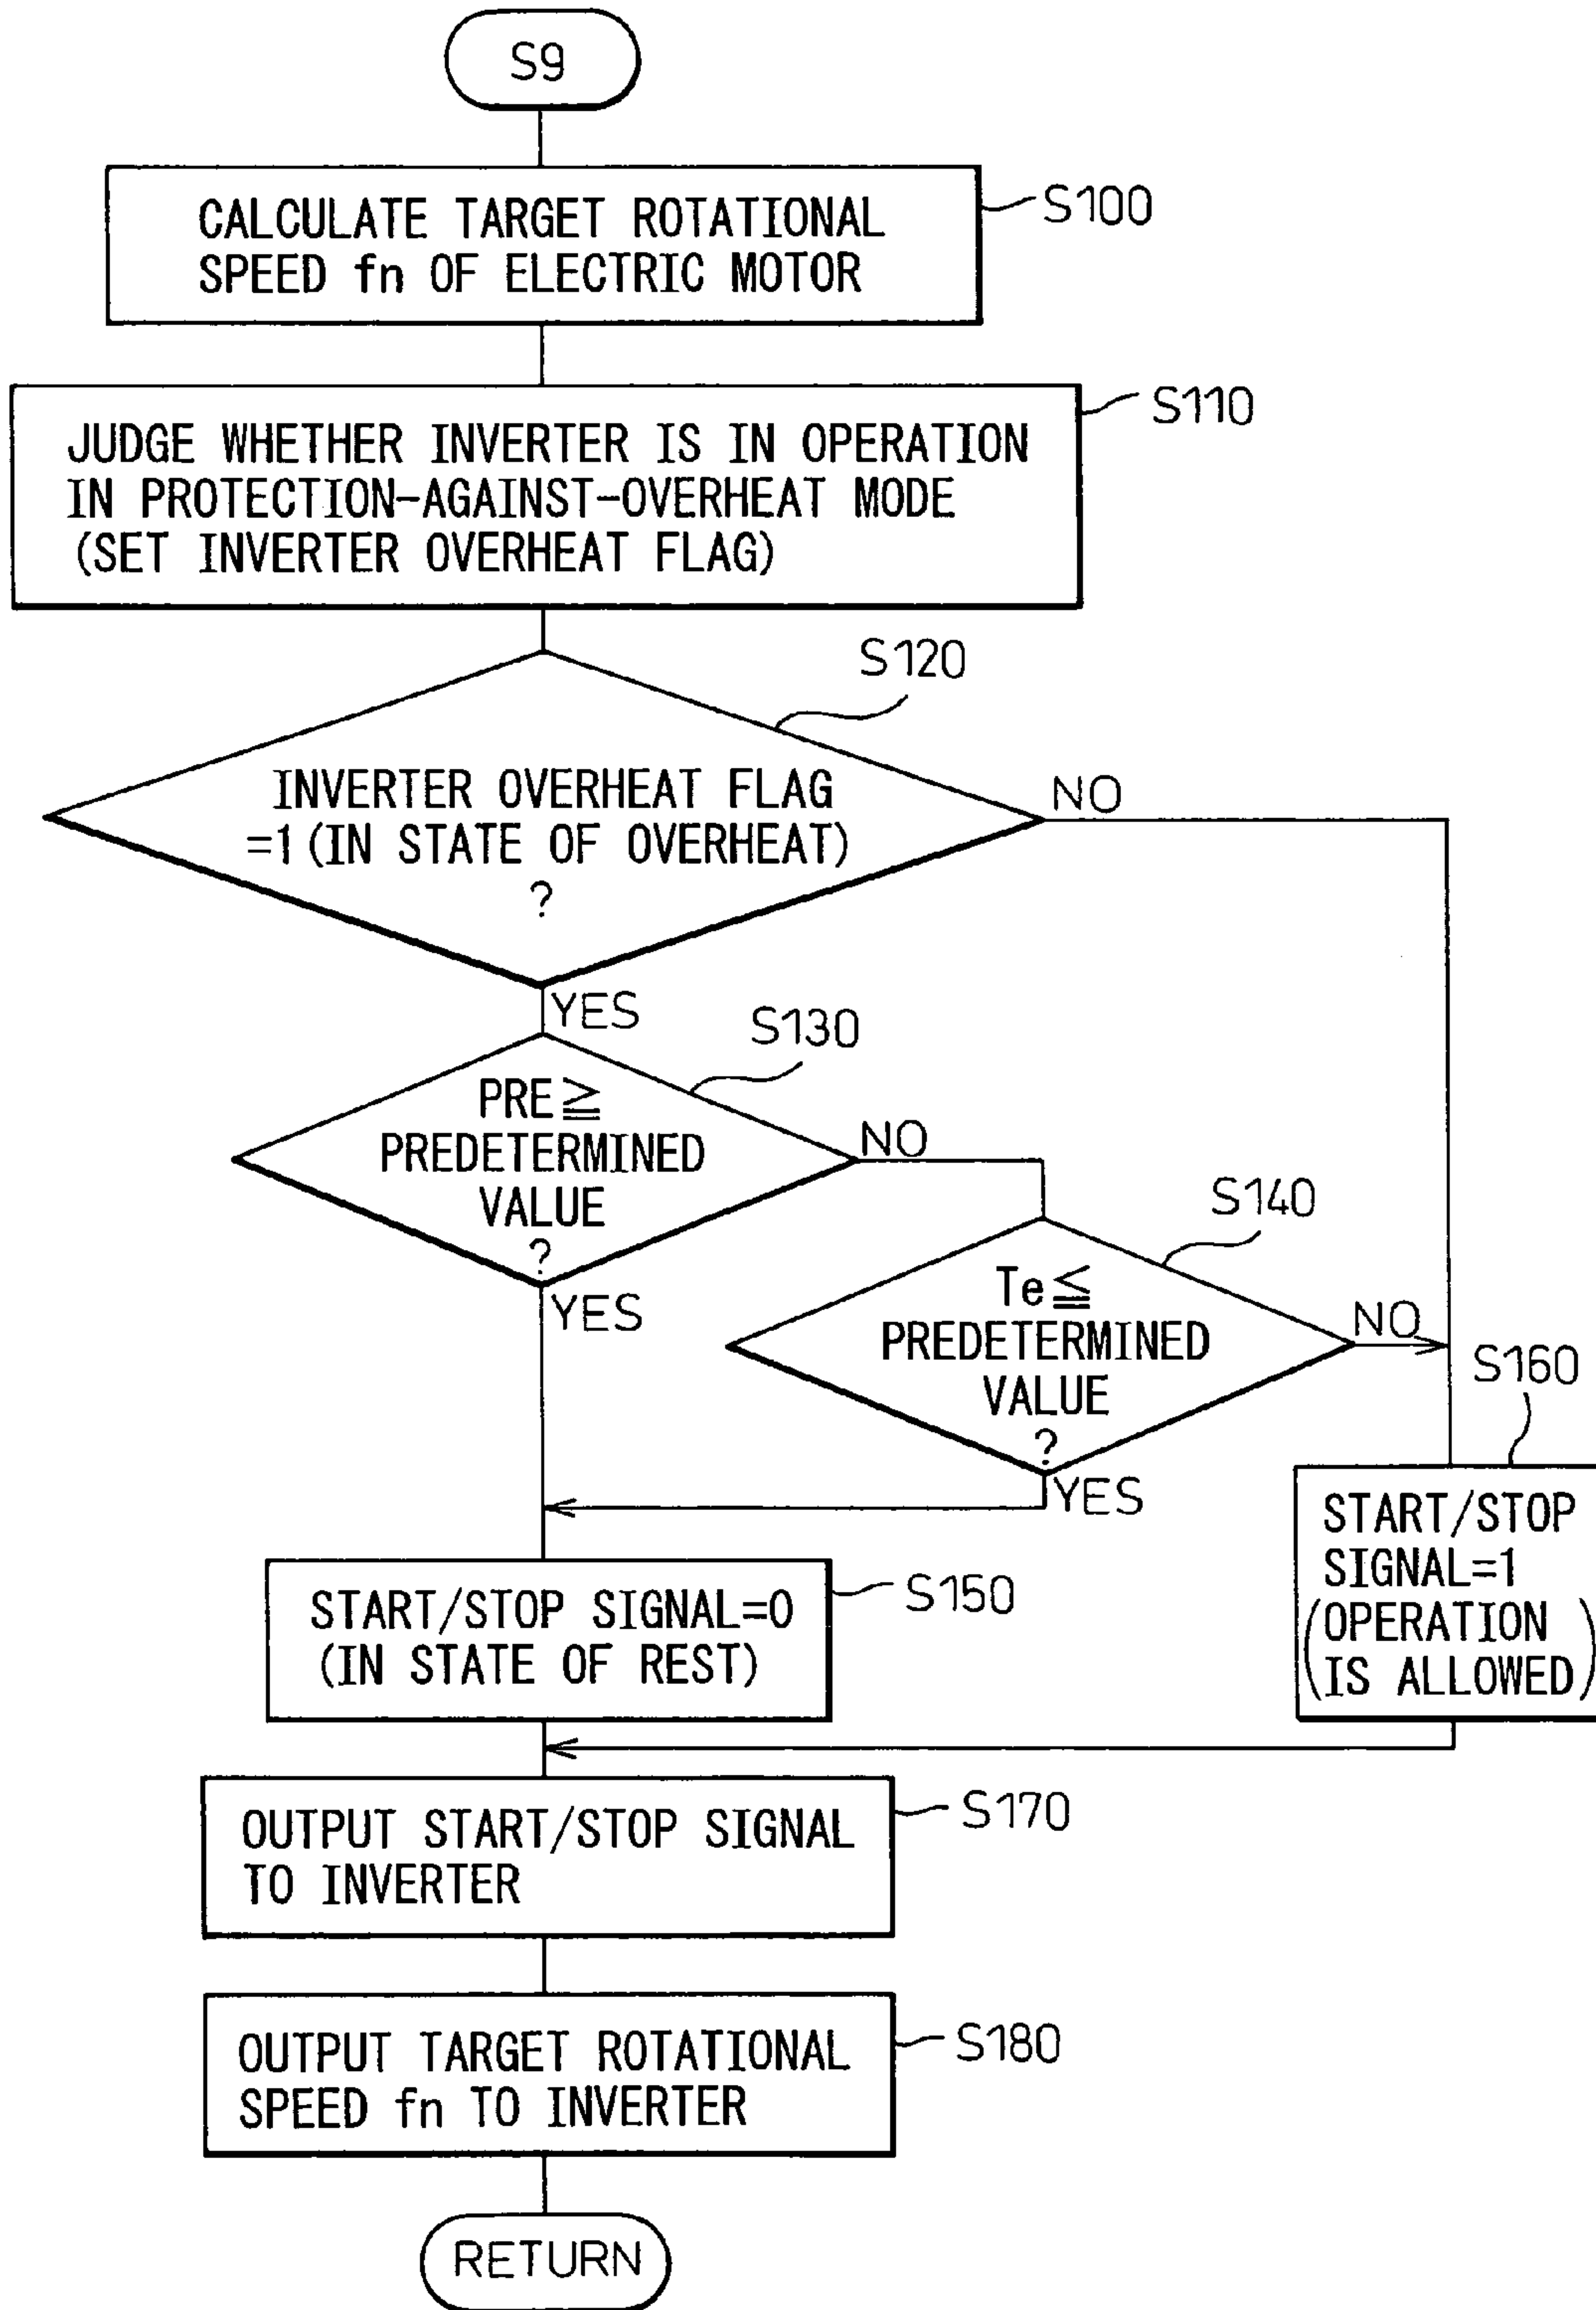 S9
CALCULATE TARGET ROTATIONAL
SPEED fn OF ELECTRIC MOTOR
S100
JUDGE WHETHER INVERTER IS IN OPERATION
IN PROTECTION-AGAINST-OVERHEAT MODE
(SET INVERTER OVERHEAT FLAG)
S110
S120
INVERTER OVERHEAT FLAG
=1(IN STATE OF OVERHEAT)
?
NO
YES
S130
PRE≧
PREDETERMINED
VALUE
?
NO
YES
S140
Te≦
PREDETERMINED
VALUE
?
NO
YES
S160
START/STOP
SIGNAL=1
(OPERATION
IS ALLOWED)
START/STOP SIGNAL=0
(IN STATE OF REST)
S150
OUTPUT START/STOP SIGNAL
TO INVERTER
S170
OUTPUT TARGET ROTATIONAL
SPEED fn TO INVERTER
S180
RETURN